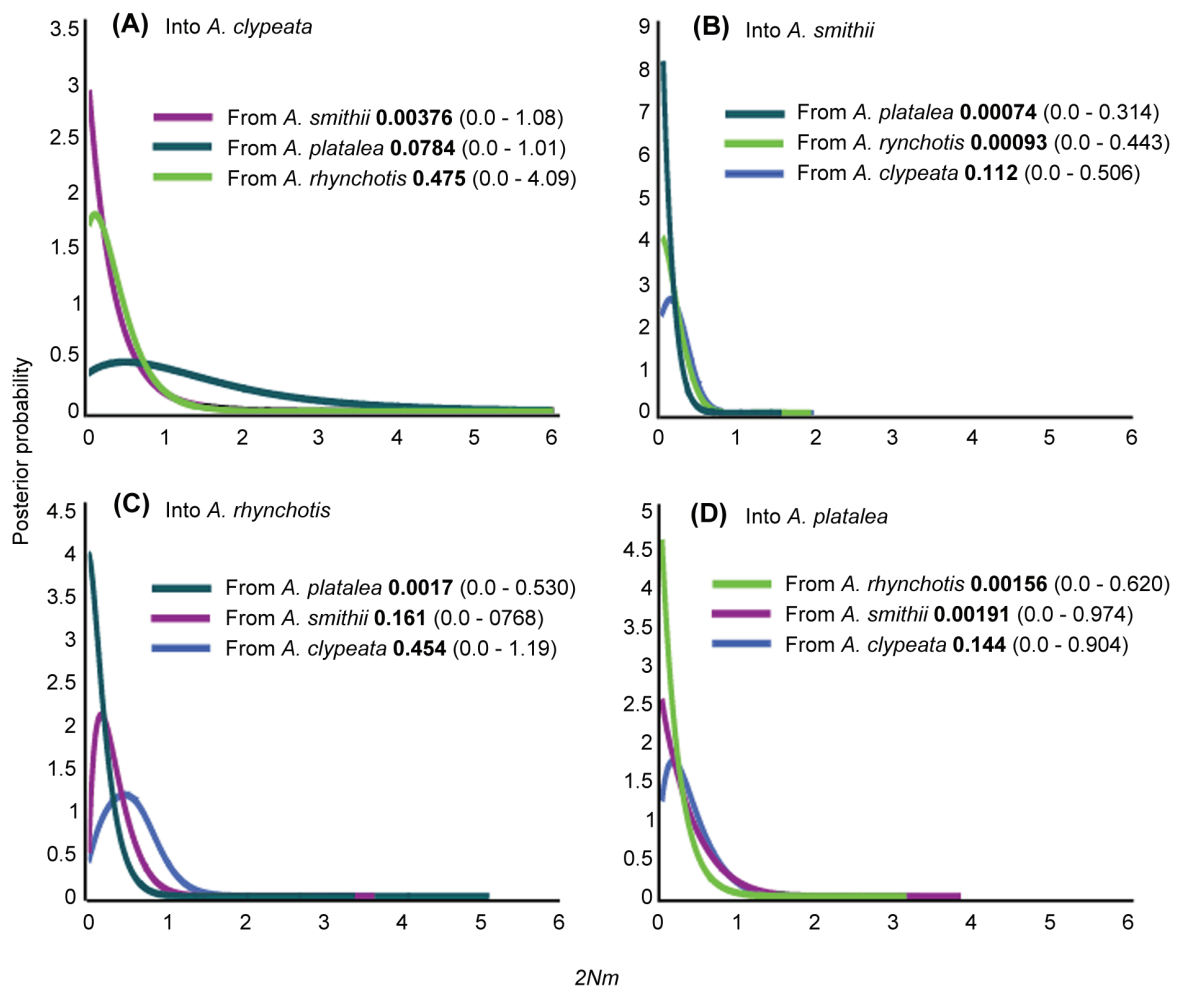 (A) Into A. clypeata
3.5
3
2.5
2
1.5
1
0.5
0
From A. smithii 0.00376 (0.0 - 1.08)
From A. platalea 0.0784 (0.0 - 1.01)
From A. rhynchotis 0.475 (0.0 - 4.09)
0 1 2 3 4 5 6
(B) Into A. smithii
9
8
7
6
5
4
3
2
1
0
From A. platalea 0.00074 (0.0 - 0.314)
From A. rynchotis 0.00093 (0.0 - 0.443)
From A. clypeata 0.112 (0.0 - 0.506)
0 1 2 3 4 5 6
Posterior probability
(C) Into A. rhynchotis
4.5
4
3.5
3
2.5
2
1.5
1
0.5
0
From A. platalea 0.0017 (0.0 - 0.530)
From A. smithii 0.161 (0.0 - 0768)
From A. clypeata 0.454 (0.0 - 1.19)
0 1 2 3 4 5 6
(D) Into A. platalea
5
4.5
4
3.5
3
2.5
2
1.5
1
0.5
0
From A. rhynchotis 0.00156 (0.0 - 0.620)
From A. smithii 0.00191 (0.0 - 0.974)
From A. clypeata 0.144 (0.0 - 0.904)
0 1 2 3 4 5 6
2Nm